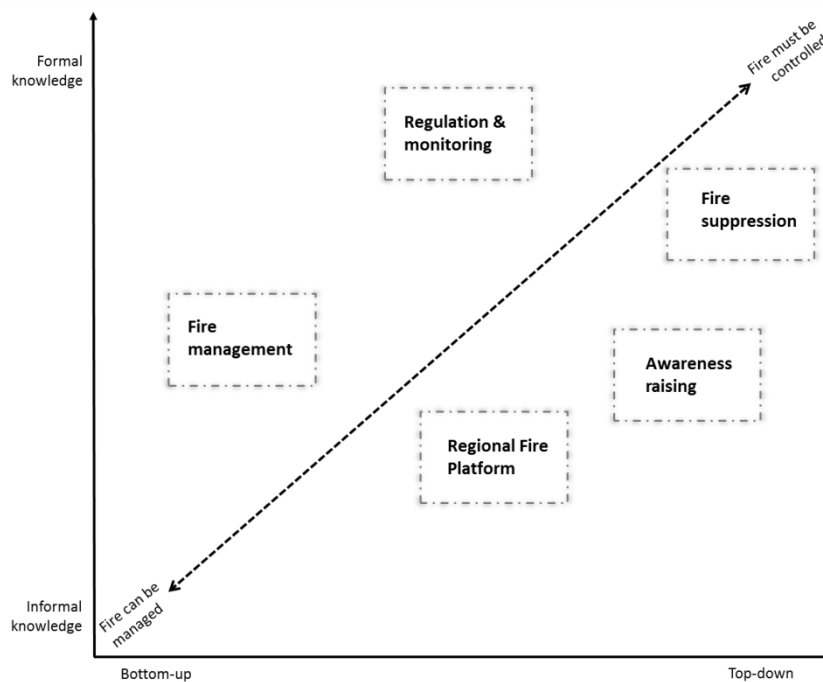 Formal
knowledge
Fire must be
controlled
Regulation &
monitoring
Fire
suppression
Fire
management
Awareness
raising
Regional Fire
Platform
Informal
knowledge
Fire can be
managed
Bottom-up
Top-down